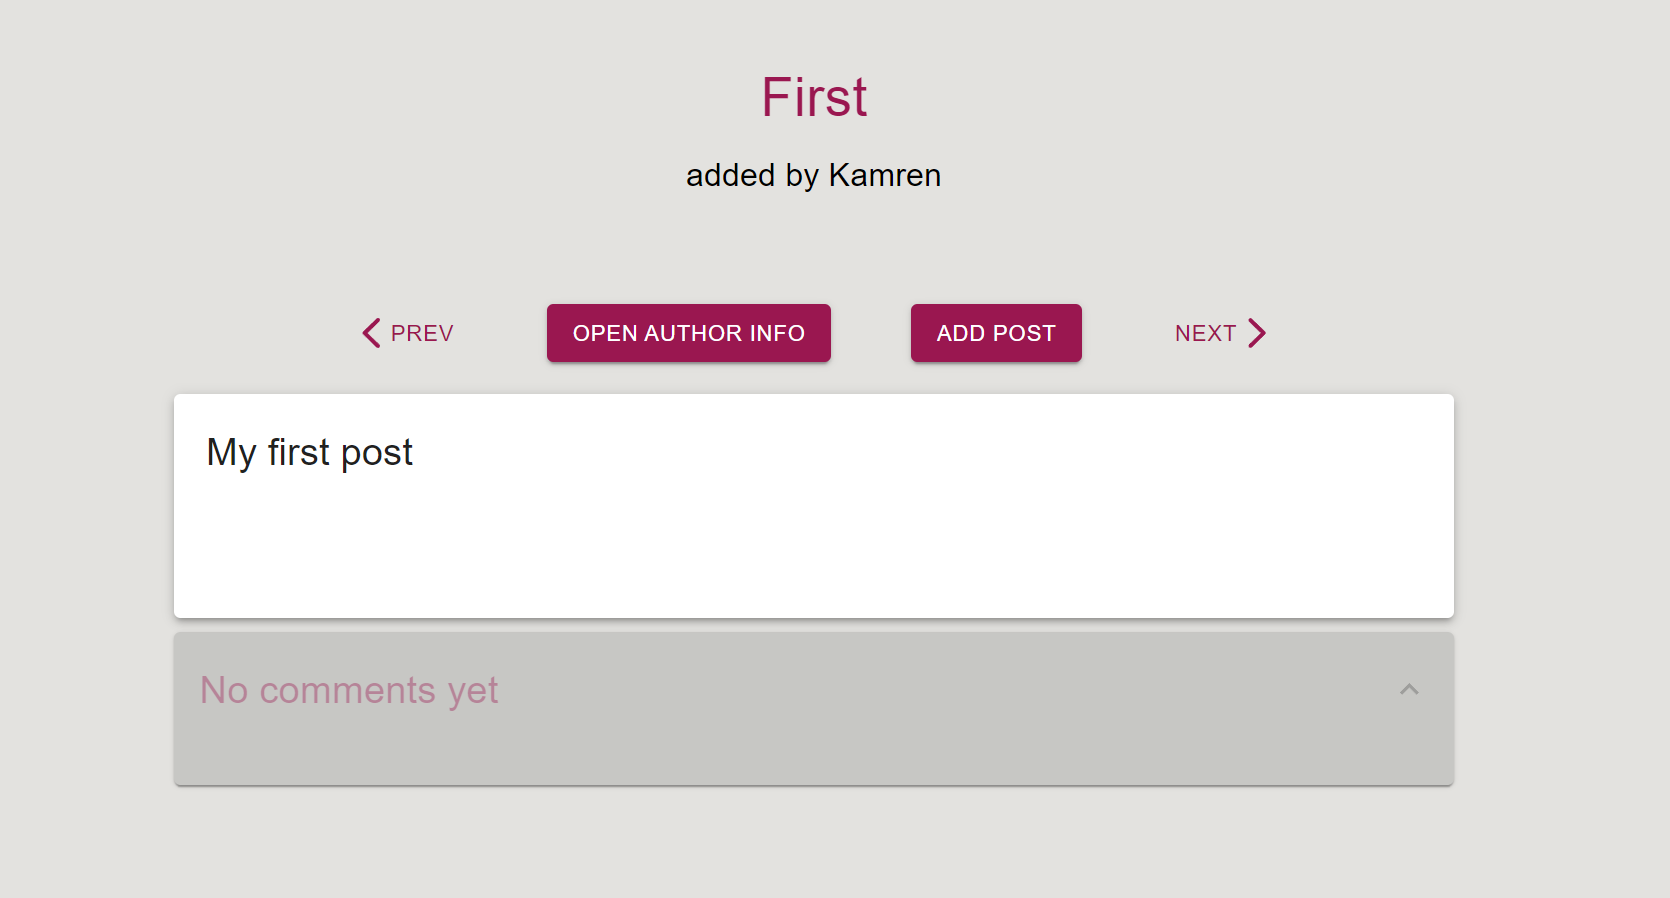 First
added by Kamren
PREV
OPEN AUTHOR INFO
ADD POST
NEXT
My first post
No comments yet